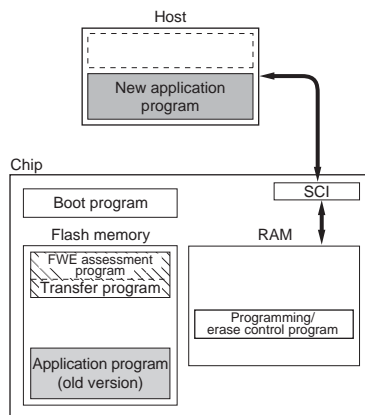 Host
New application
program
Chip
SCI
Boot program
Flash memory
RAM
FWE assessment
program
Transfer program
Programming/
erase control program
Application program
(old version)